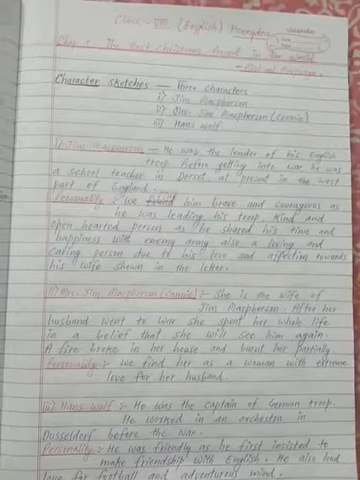 Class - VIII (English) Honeydew
Chap 1. The Best Christmas Present in the World
- Michael Morpurgo.
Character sketches - Three characters
i) Jim Macpherson
ii) Mrs. Jim Macpherson (Connie)
iii) Hans Wolf
i) Jim Macpherson - He was the leader of his English
troop. Before getting into war he was
a school teacher in Dorset, at present in the west
part of England.
Personality : We found him brave and courageous as
he was leading his troop. Kind and
open hearted person as he shared his time and
happiness with enemy army also a loving and
caring person due to his love and affection towards
his wife shown in the letter.
ii) Mrs. Jim Macpherson (Connie) :- She is the wife of
Jim Macpherson. After her
husband went to war she spent her whole life
in a belief that she will see him again.
A fire broke in her house and burnt her partially.
Personality : We find her as a woman with extreme
love for her husband.
iii) Hans Wolf : He was the captain of German troop.
He worked in an orchestra in
Dusseldorf before the war.
Personality : He was friendly as he first insisted to
make friendship with English. He also had
love for football and adventurous mind.